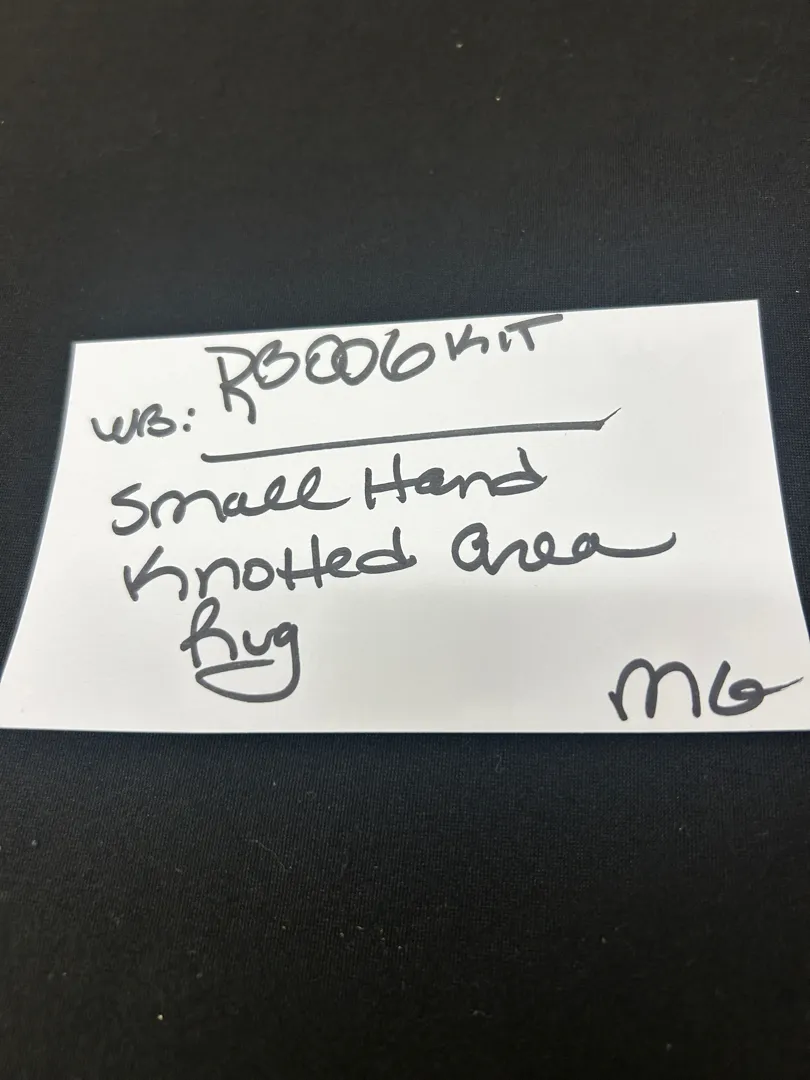 WB: RB006KIT
Small Hand
Knotted Area
Rug
MG